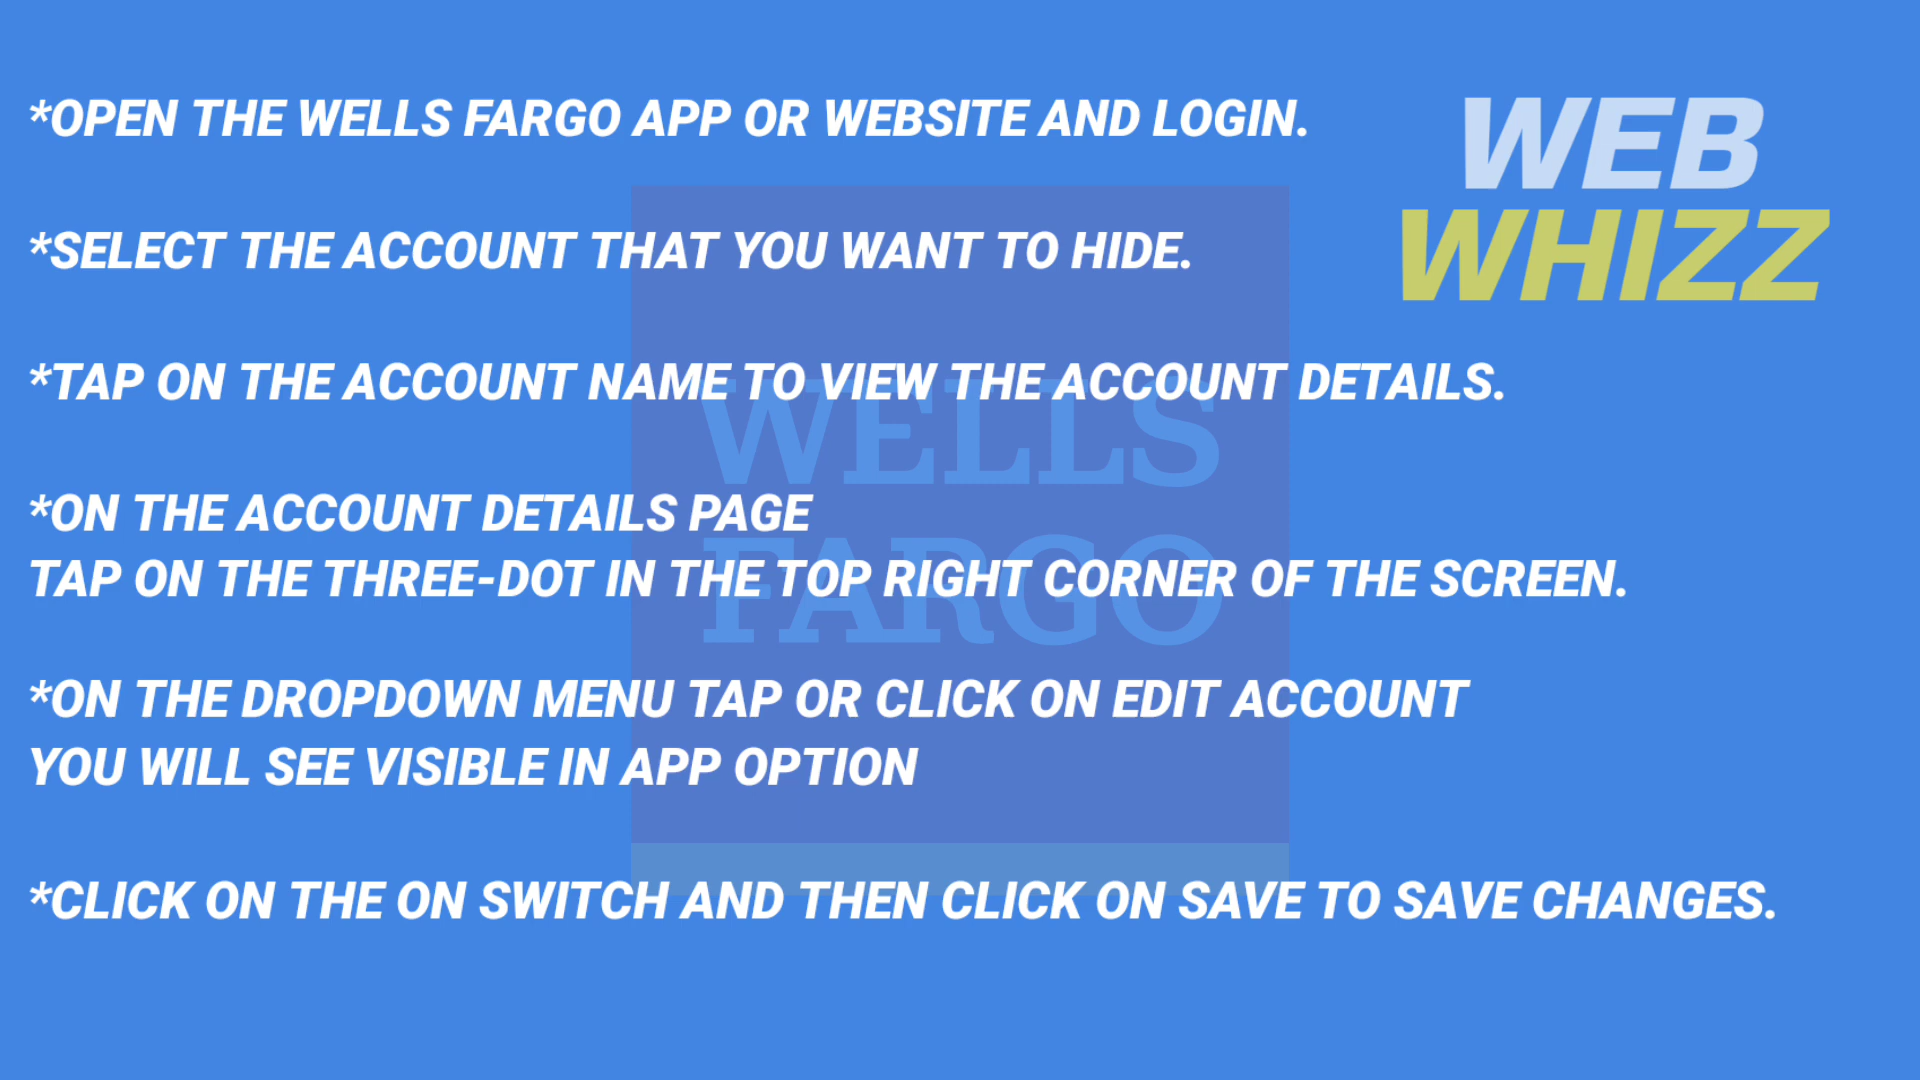 *OPEN THE WELLS FARGO APP OR WEBSITE AND LOGIN.
WEB
WHIZZ
*SELECT THE ACCOUNT THAT YOU WANT TO HIDE.
*TAP ON THE ACCOUNT NAME TO VIEW THE ACCOUNT DETAILS.
WELLS
FARGO
*ON THE ACCOUNT DETAILS PAGE
TAP ON THE THREE-DOT IN THE TOP RIGHT CORNER OF THE SCREEN.
*ON THE DROPDOWN MENU TAP OR CLICK ON EDIT ACCOUNT
YOU WILL SEE VISIBLE IN APP OPTION
*CLICK ON THE ON SWITCH AND THEN CLICK ON SAVE TO SAVE CHANGES.